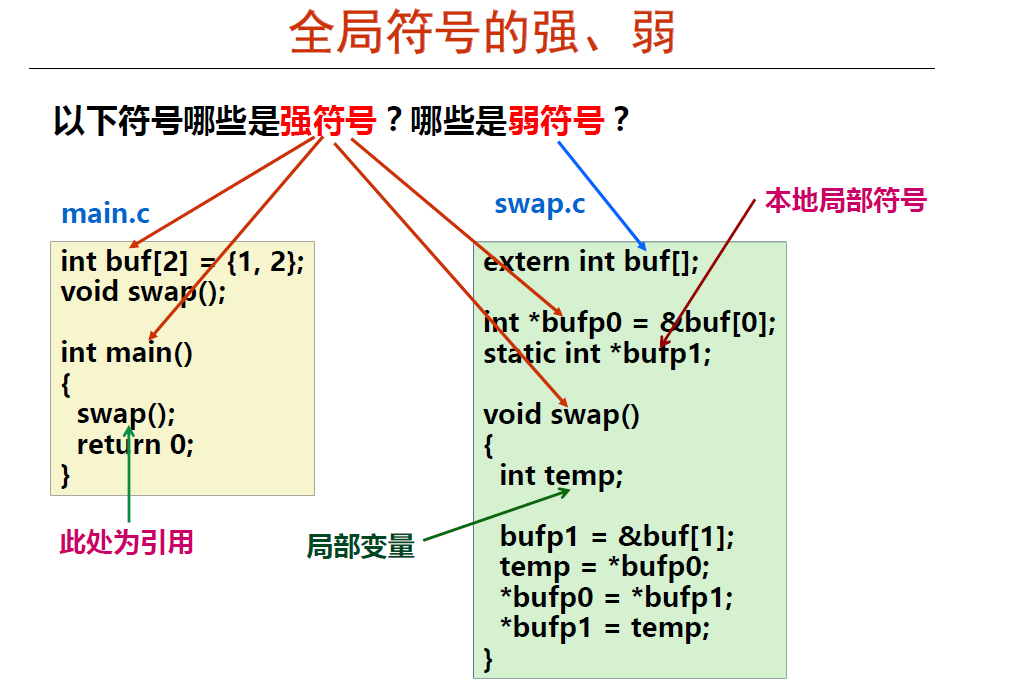 全局符号的强、弱
以下符号哪些是强符号？哪些是弱符号？
main.c
int buf[2] = {1, 2};
void swap();
int main()
{
swap();
return 0;
}
此处为引用
swap.c
extern int buf[];
int *bufp0 = &buf[0];
static int *bufp1;
void swap()
{
int temp;
bufp1 = &buf[1];
temp = *bufp0;
*bufp0 = *bufp1;
*bufp1 = temp;
}
本地局部符号
局部变量